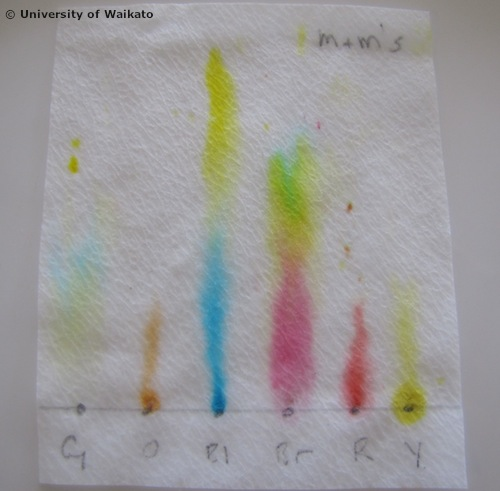 © University of Waikato
m+m's
G O Bl Br R Y